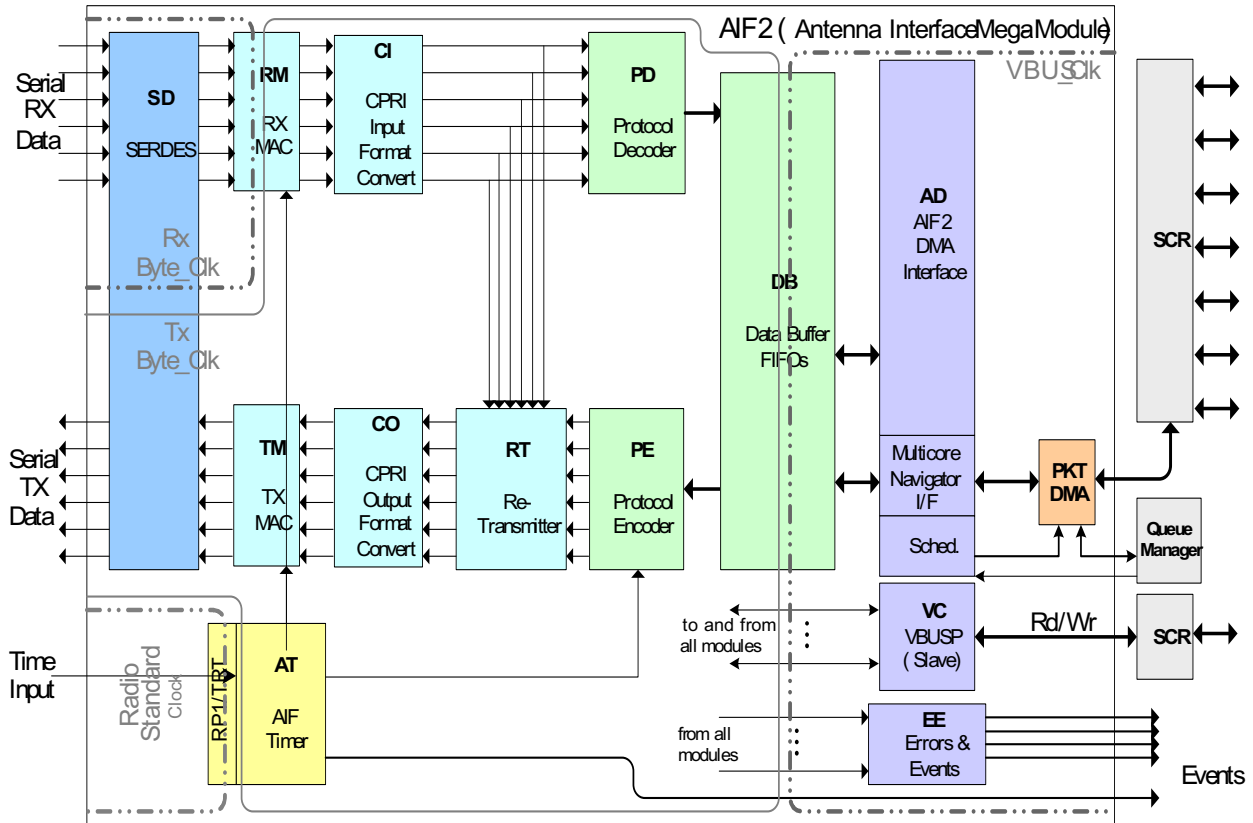 AIF2 ( Antenna InterfaceMegaModule)
VBUS_Clk
Serial
RX
Data
SD
SERDES
RM
RX
MAC
CI
CPRI
Input
Format
Convert
PD
Protocol
Decoder
Rx
Byte_Clk
Tx
Byte_Clk
DB
Data Buffer
FIFOs
AD
AIF2
DMA
Interface
SCR
Serial
TX
Data
TM
TX
MAC
CO
CPRI
Output
Format
Convert
RT
Re-
Transmitter
PE
Protocol
Encoder
Multicore
Navigator
I/F
Sched.
PKT
DMA
Queue
Manager
Time
Input
Radio
Standard
Clock
RP1/TRT
AT
AIF
Timer
to and from
all modules
VC
VBUSP
( Slave)
Rd/Wr
SCR
from all
modules
EE
Errors &
Events
Events